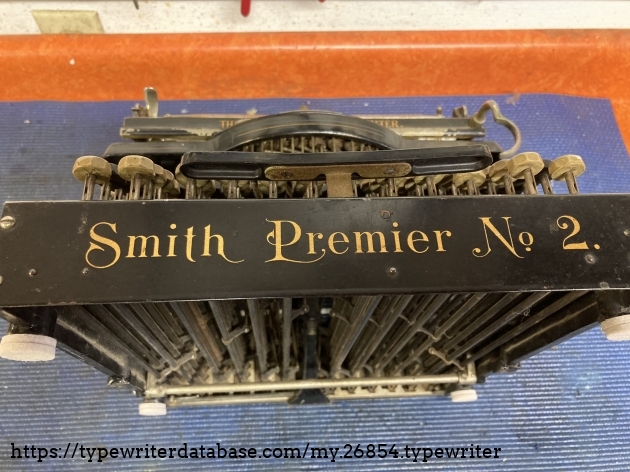 Smith Premier No 2.
https://typewriterdatabase.com/my.26854.typewriter